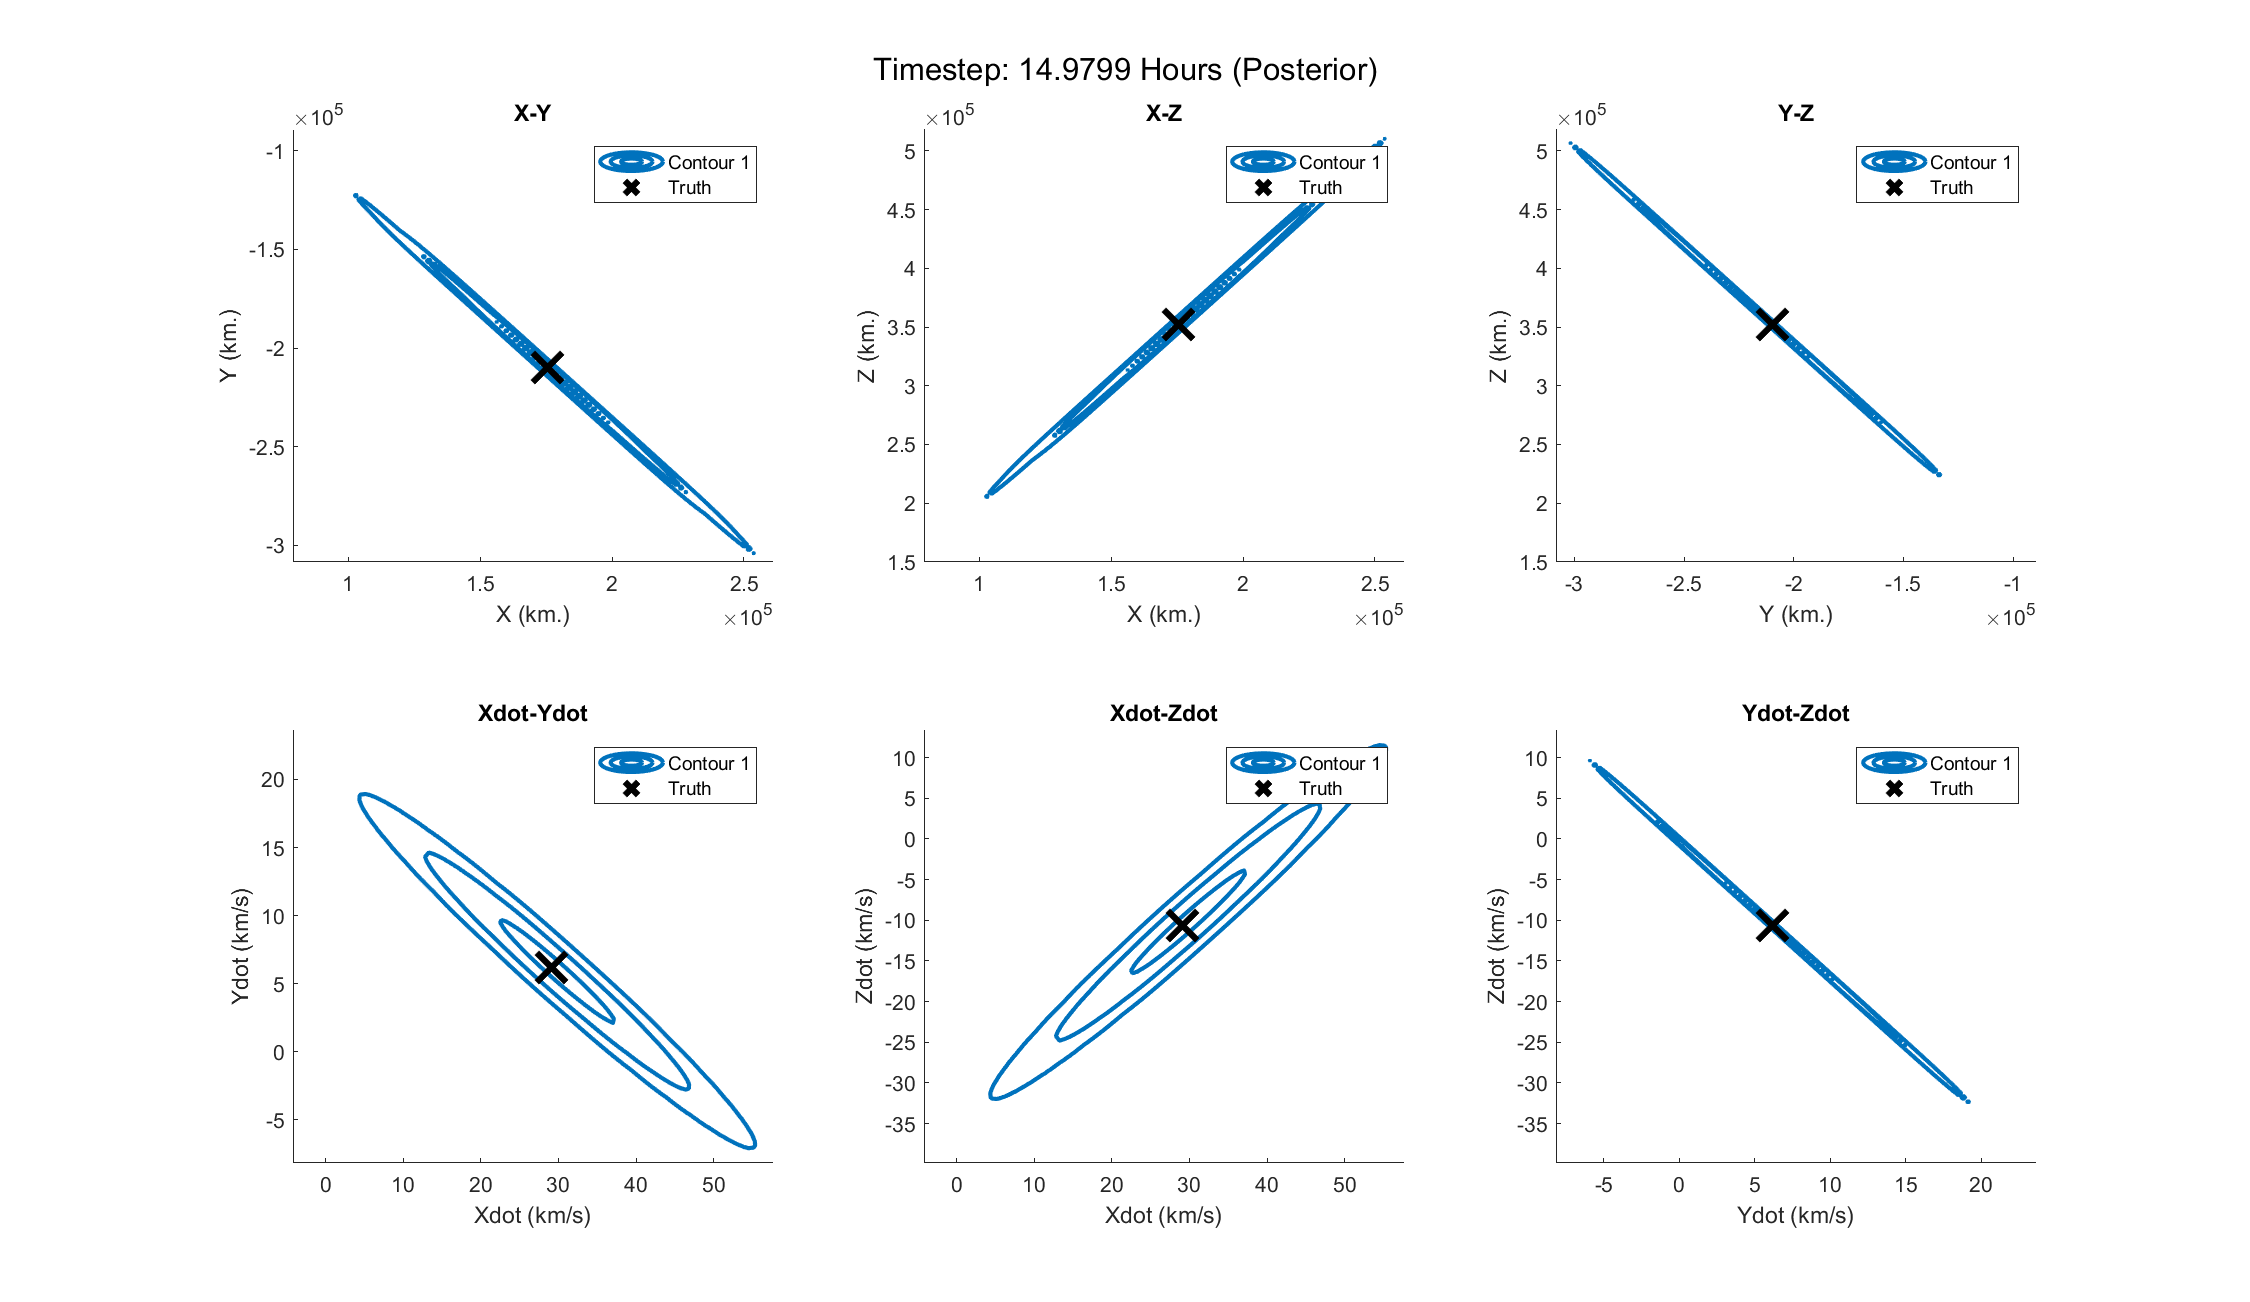 Timestep: 14.9799 Hours (Posterior)
X-Y
×10^5
Contour 1
Truth
-1
-1.5
-2
-2.5
-3
Y (km.)
1 1.5 2 2.5
X (km.)
×10^5
X-Z
×10^5
Contour 1
Truth
5
4.5
4
3.5
3
2.5
2
1.5
Z (km.)
1 1.5 2 2.5
X (km.)
×10^5
Y-Z
×10^5
Contour 1
Truth
5
4.5
4
3.5
3
2.5
2
1.5
Z (km.)
-3 -2.5 -2 -1.5 -1
Y (km.)
×10^5
Xdot-Ydot
Contour 1
Truth
20
15
10
5
0
-5
Ydot (km/s)
0 10 20 30 40 50
Xdot (km/s)
Xdot-Zdot
Contour 1
Truth
10
5
0
-5
-10
-15
-20
-25
-30
-35
Zdot (km/s)
0 10 20 30 40 50
Xdot (km/s)
Ydot-Zdot
Contour 1
Truth
10
5
0
-5
-10
-15
-20
-25
-30
-35
Zdot (km/s)
-5 0 5 10 15 20
Ydot (km/s)